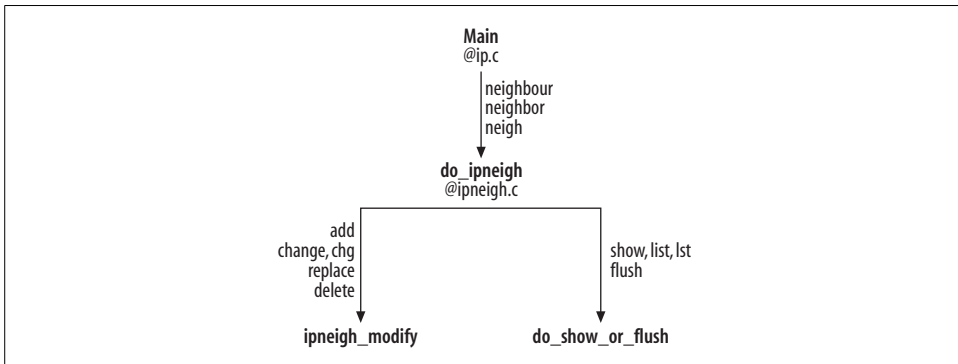 Main
@ip.c
neighbour
neighbor
neigh
do_ipneigh
@ipneigh.c
add
change, chg
replace
delete
show, list, lst
flush
ipneigh_modify
do_show_or_flush